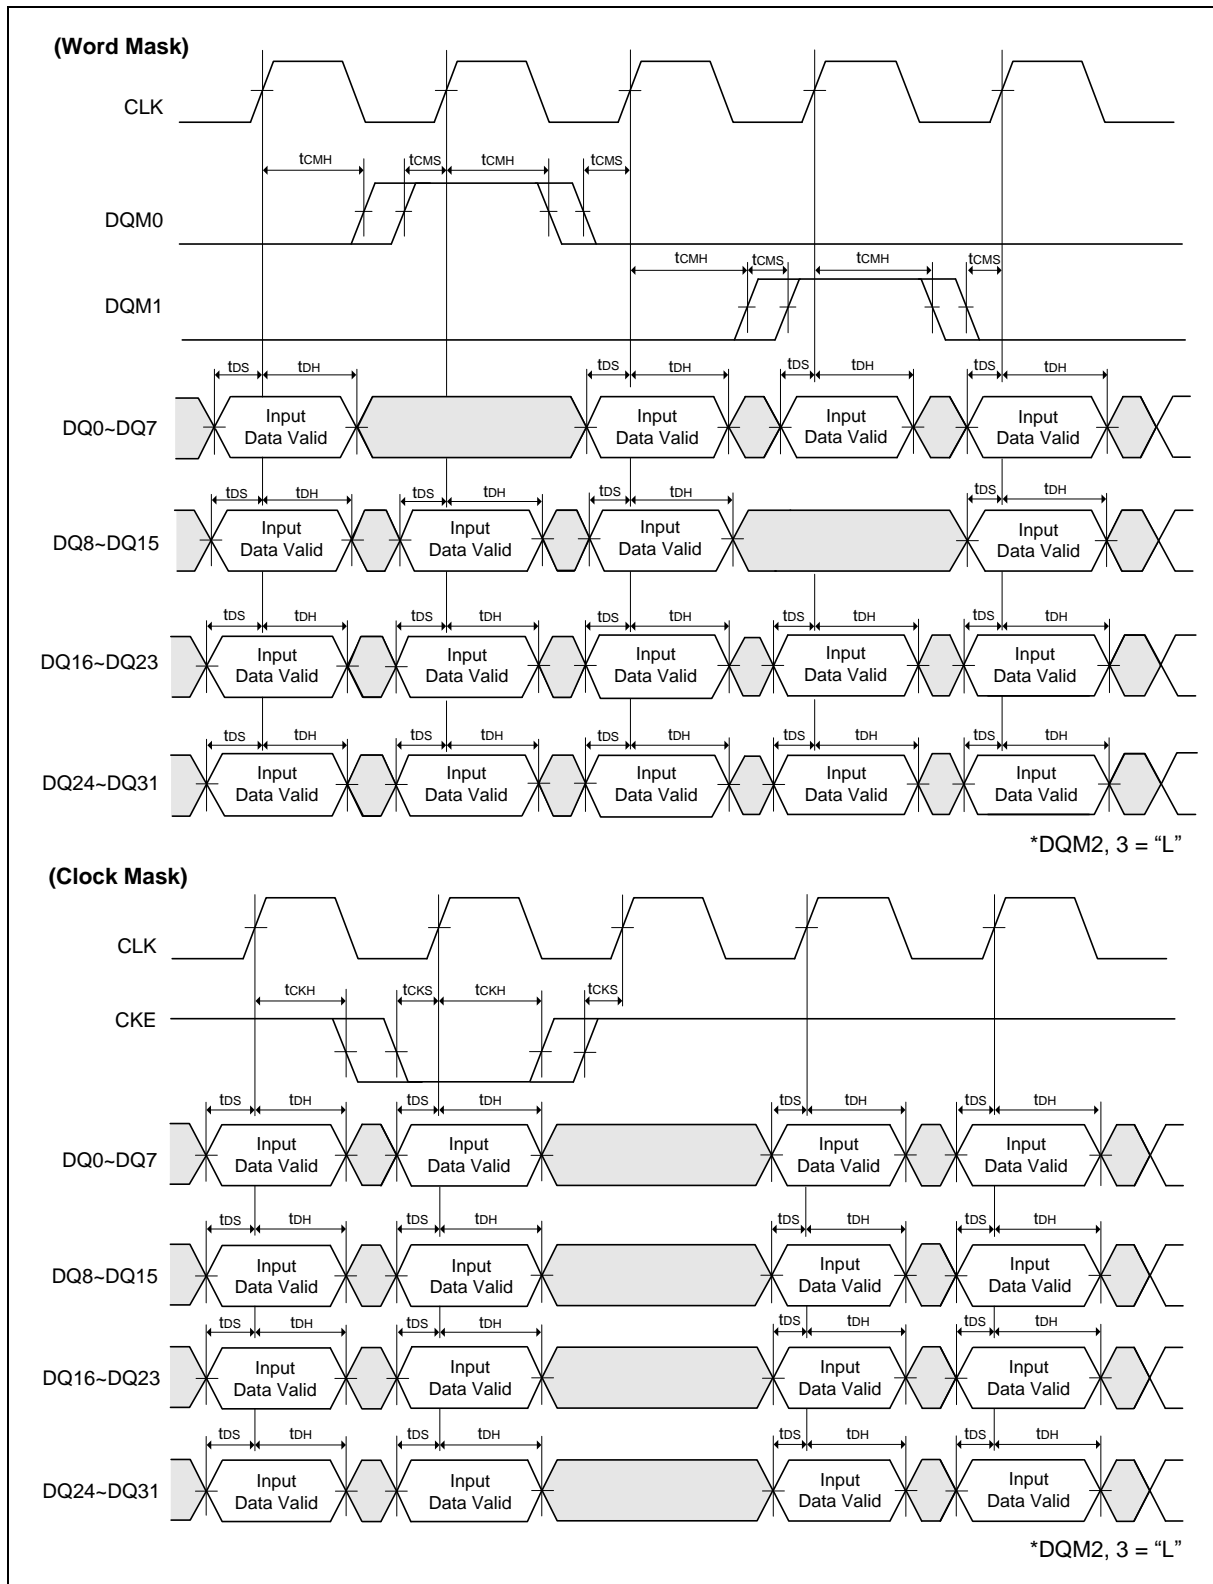 (Word Mask)
CLK
tCMH tCMS tCMH tCMS
DQM0
tCMH tCMS tCMH tCMS
DQM1
tDS tDH tDS tDH tDS tDH tDS tDH
DQ0~DQ7
Input Data Valid
Input Data Valid
Input Data Valid
Input Data Valid
tDS tDH tDS tDH tDS tDH tDS tDH
DQ8~DQ15
Input Data Valid
Input Data Valid
Input Data Valid
Input Data Valid
tDS tDH tDS tDH tDS tDH tDS tDH tDS tDH
DQ16~DQ23
Input Data Valid
Input Data Valid
Input Data Valid
Input Data Valid
Input Data Valid
tDS tDH tDS tDH tDS tDH tDS tDH tDS tDH
DQ24~DQ31
Input Data Valid
Input Data Valid
Input Data Valid
Input Data Valid
Input Data Valid
*DQM2, 3 = “L”
(Clock Mask)
CLK
tCKH tCKS tCKH tCKS
CKE
tDS tDH tDS tDH tDS tDH tDS tDH
DQ0~DQ7
Input Data Valid
Input Data Valid
Input Data Valid
Input Data Valid
tDS tDH tDS tDH tDS tDH tDS tDH
DQ8~DQ15
Input Data Valid
Input Data Valid
Input Data Valid
Input Data Valid
tDS tDH tDS tDH tDS tDH tDS tDH
DQ16~DQ23
Input Data Valid
Input Data Valid
Input Data Valid
Input Data Valid
tDS tDH tDS tDH tDS tDH tDS tDH
DQ24~DQ31
Input Data Valid
Input Data Valid
Input Data Valid
Input Data Valid
*DQM2, 3 = “L”